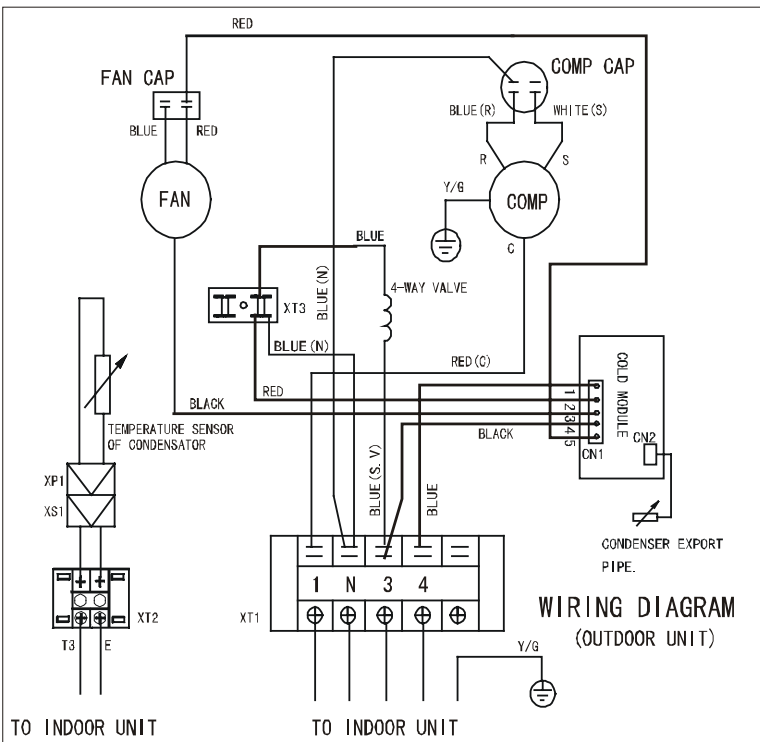 RED
FAN CAP
COMP CAP
BLUE
RED
BLUE(R)
WHITE(S)
R
S
FAN
Y/G
COMP
C
BLUE
BLUE(N)
4-WAY VALVE
XT3
BLUE(N)
RED(C)
RED
BLACK
BLACK
1
2
3
4
5
COLD MODULE
CN1
CN2
TEMPERATURE SENSOR
OF CONDENSATOR
XP1
XS1
BLUE(S.V)
BLUE
CONDENSER EXPORT
PIPE.
1 N 3 4
XT1
XT2
T3 E
WIRING DIAGRAM
(OUTDOOR UNIT)
Y/G
TO INDOOR UNIT
TO INDOOR UNIT